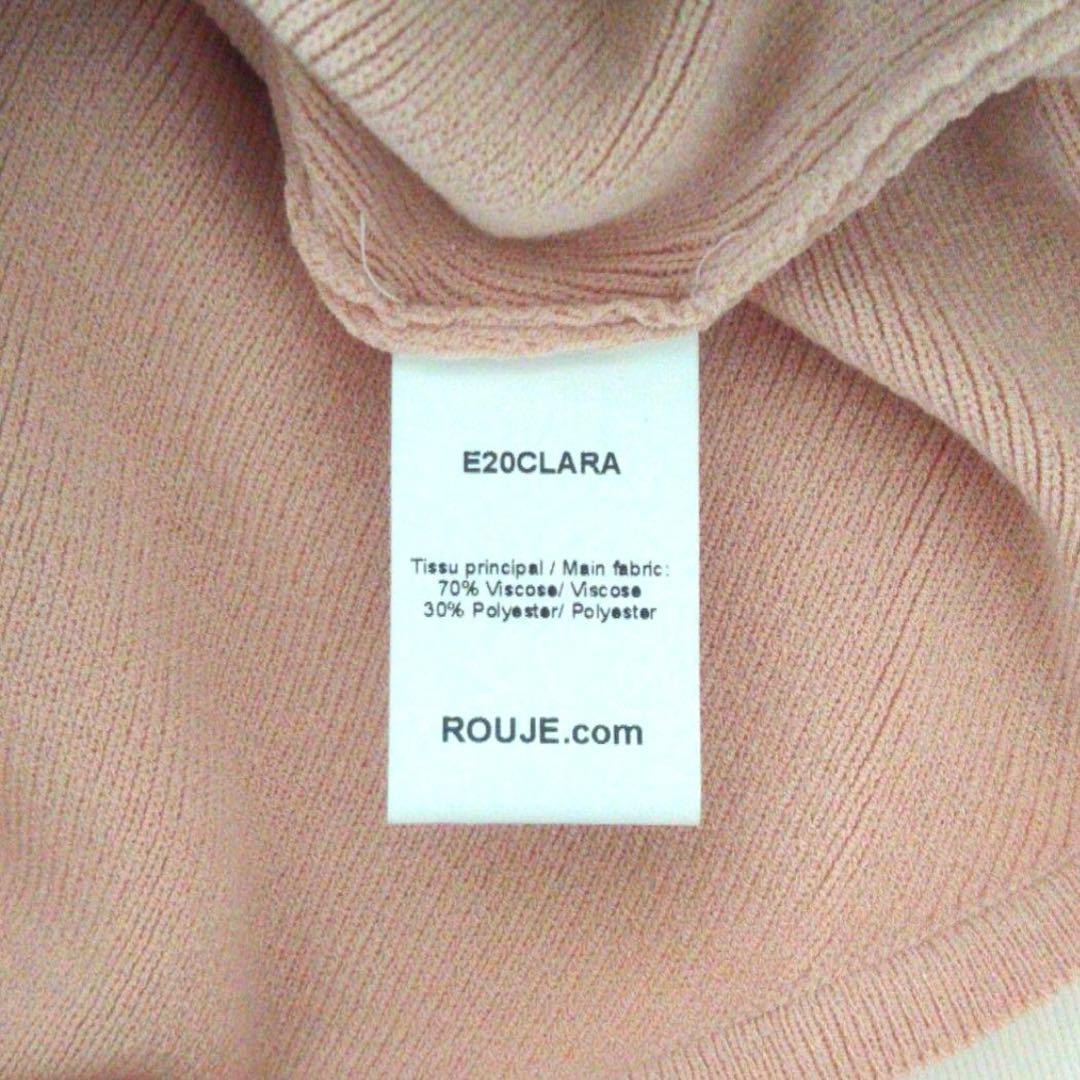 E20CLARA
Tissu principal / Main fabric:
70% Viscose/ Viscose
30% Polyester/ Polyester
ROUJE.com